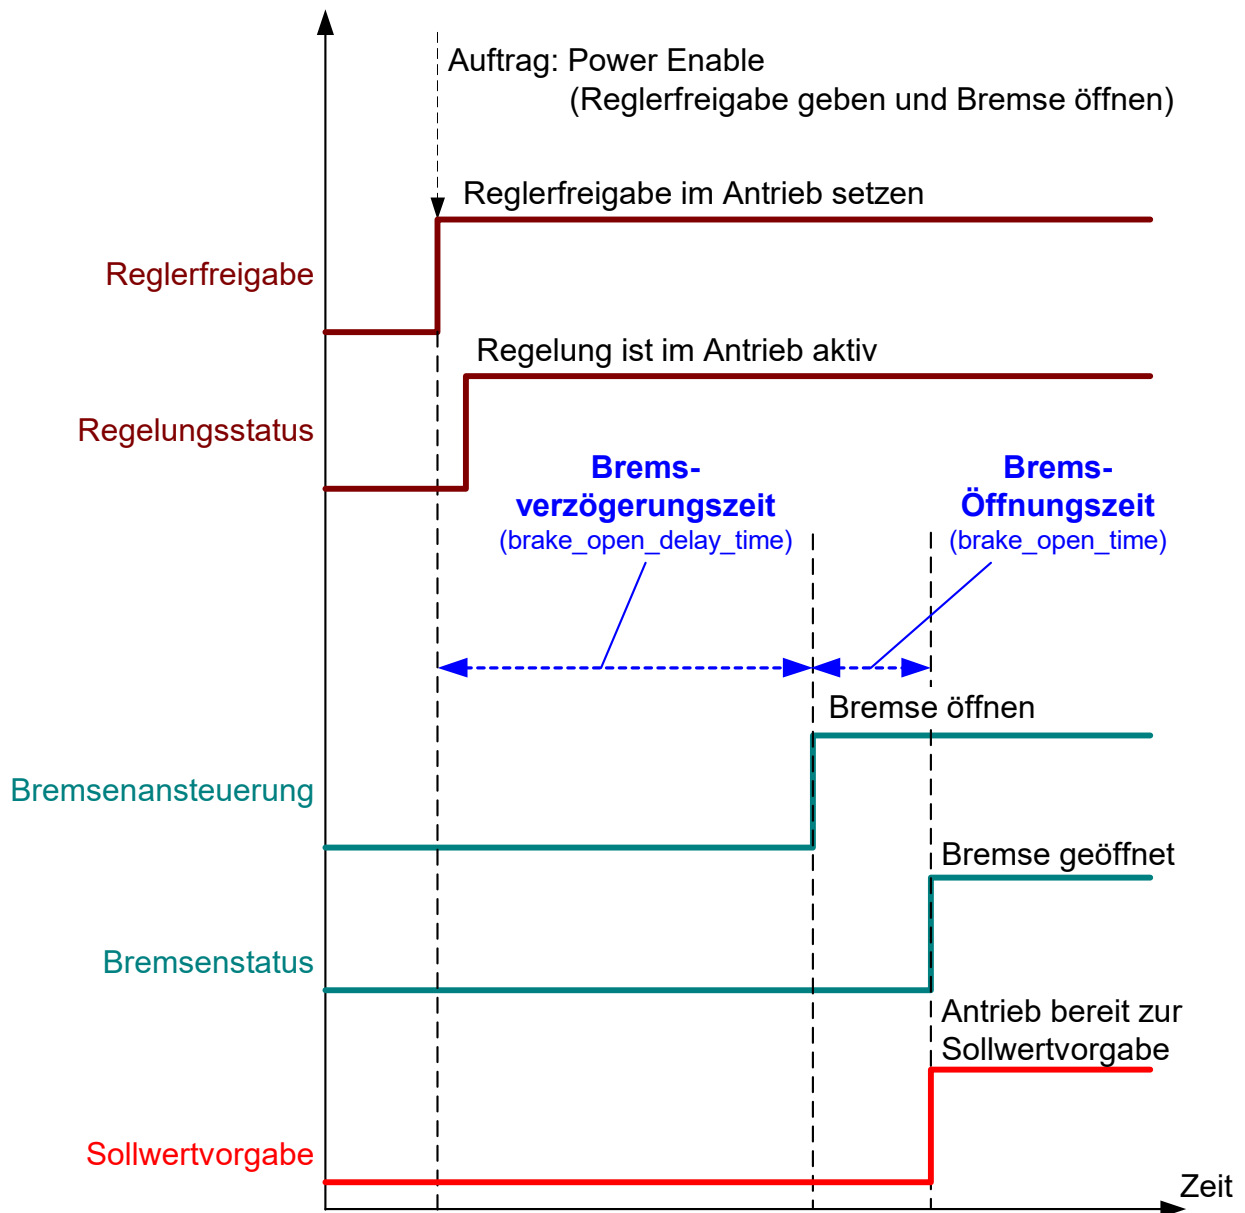 Auftrag: Power Enable
(Reglerfreigabe geben und Bremse öffnen)
Reglerfreigabe im Antrieb setzen
Reglerfreigabe
Regelung ist im Antrieb aktiv
Regelungsstatus
Brems-
verzögerungszeit
(brake_open_delay_time)
Brems-
Öffnungszeit
(brake_open_time)
Bremse öffnen
Bremsenansteuerung
Bremse geöffnet
Bremsenstatus
Antrieb bereit zur
Sollwertvorgabe
Sollwertvorgabe
Zeit